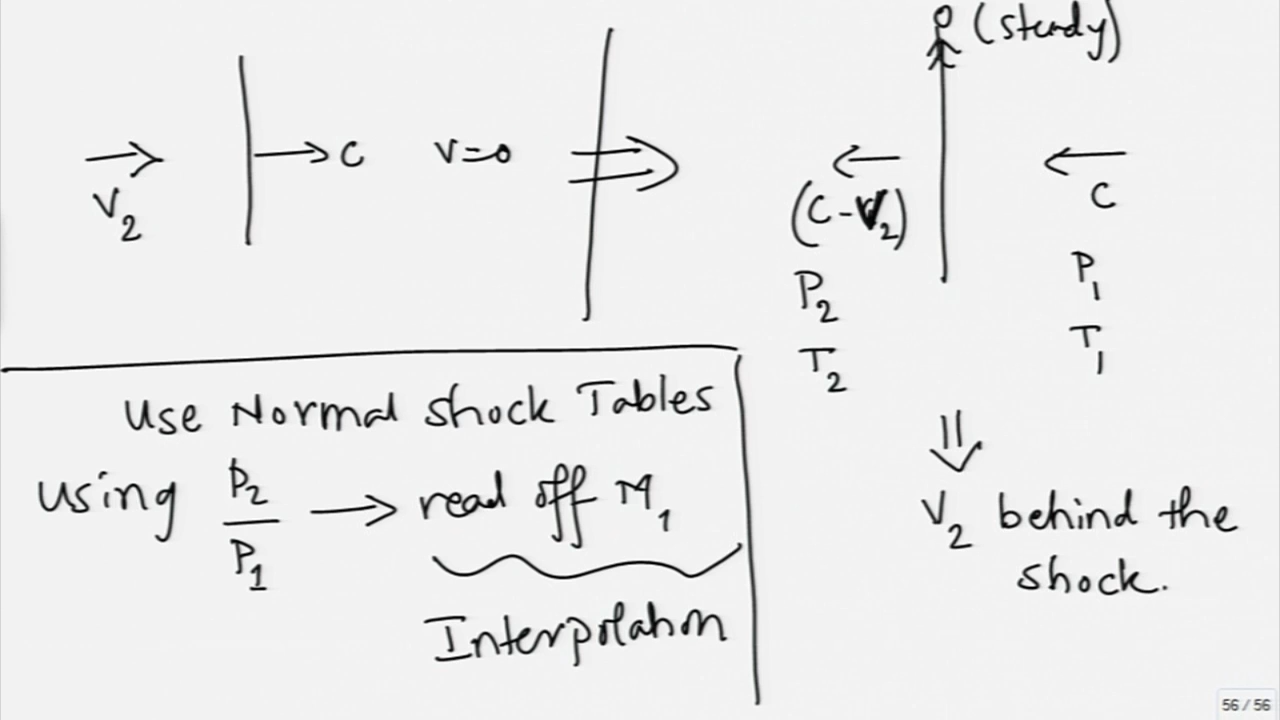 (steady)
V₂ → C V=0
(C-V₂) C
P₂ P₁
T₂ T₁
Use Normal Shock Tables
using P₂/P₁ → read off M₁
Interpolation
⇓
V₂ behind the
shock.
56 / 56